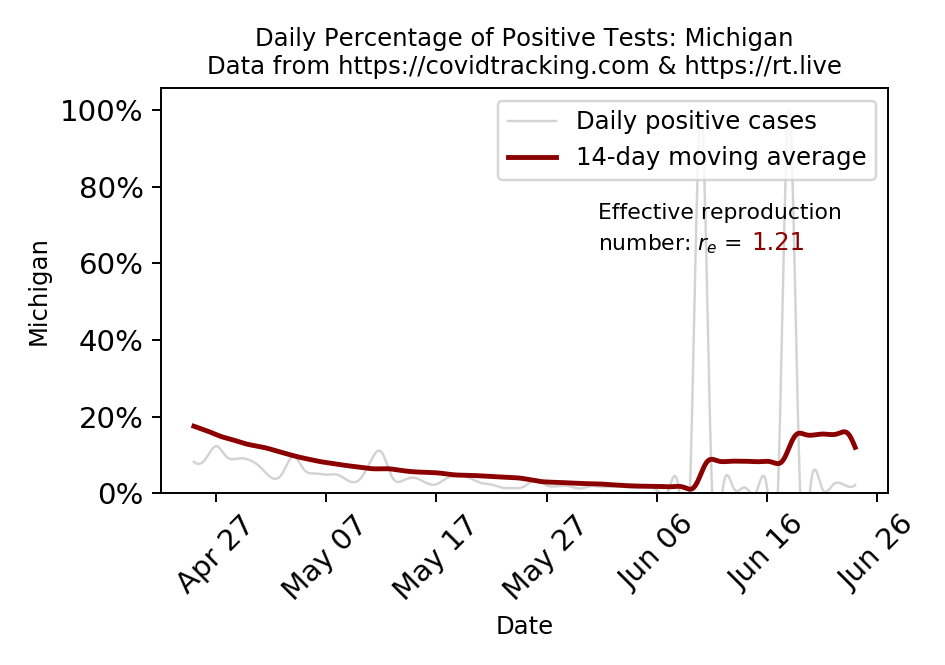 Daily Percentage of Positive Tests: Michigan
Data from https://covidtracking.com & https://rt.live
100%
80%
60%
40%
20%
0%
Michigan
Daily positive cases
14-day moving average
Effective reproduction
number: rₑ = 1.21
Apr 27
May 07
May 17
May 27
Jun 06
Jun 16
Jun 26
Date